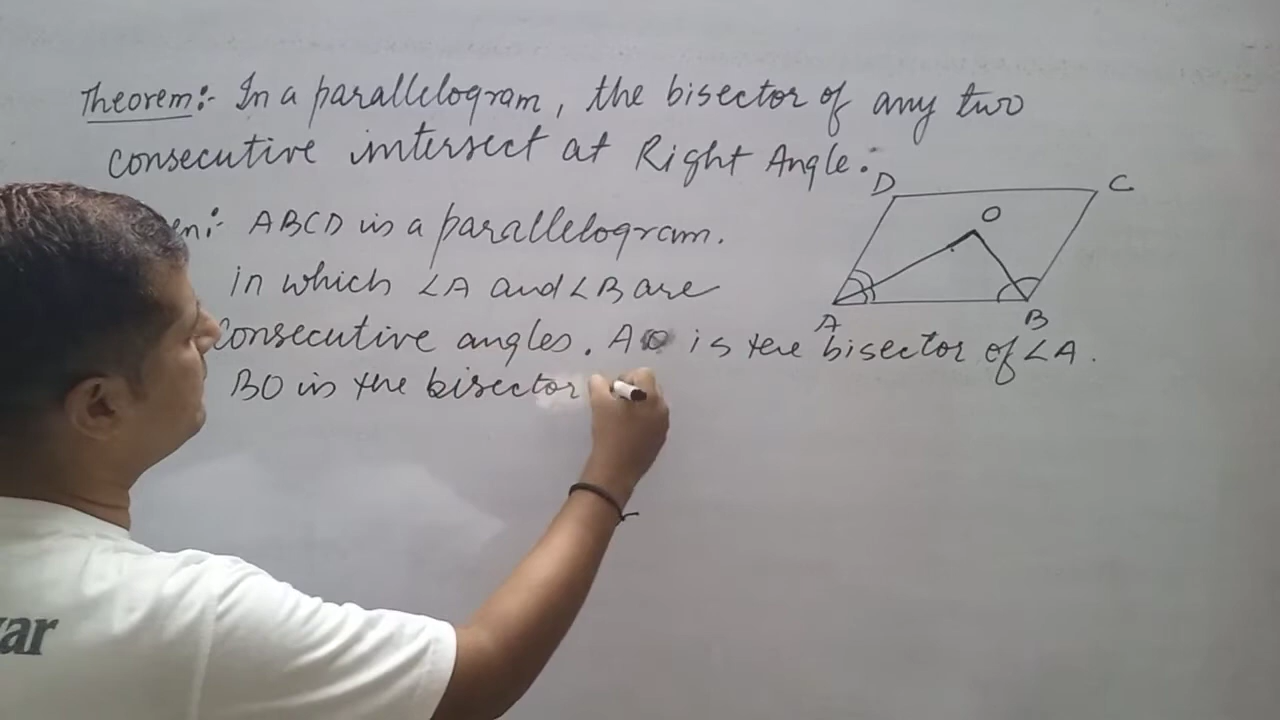 Theorem:- In a parallelogram, the bisector of any two
consecutive intersect at Right Angle:
D C
O
ABCD is a parallelogram.
in which ∠A and ∠B are
A B
consecutive angles. AO is the bisector of ∠A.
BO is the bisector